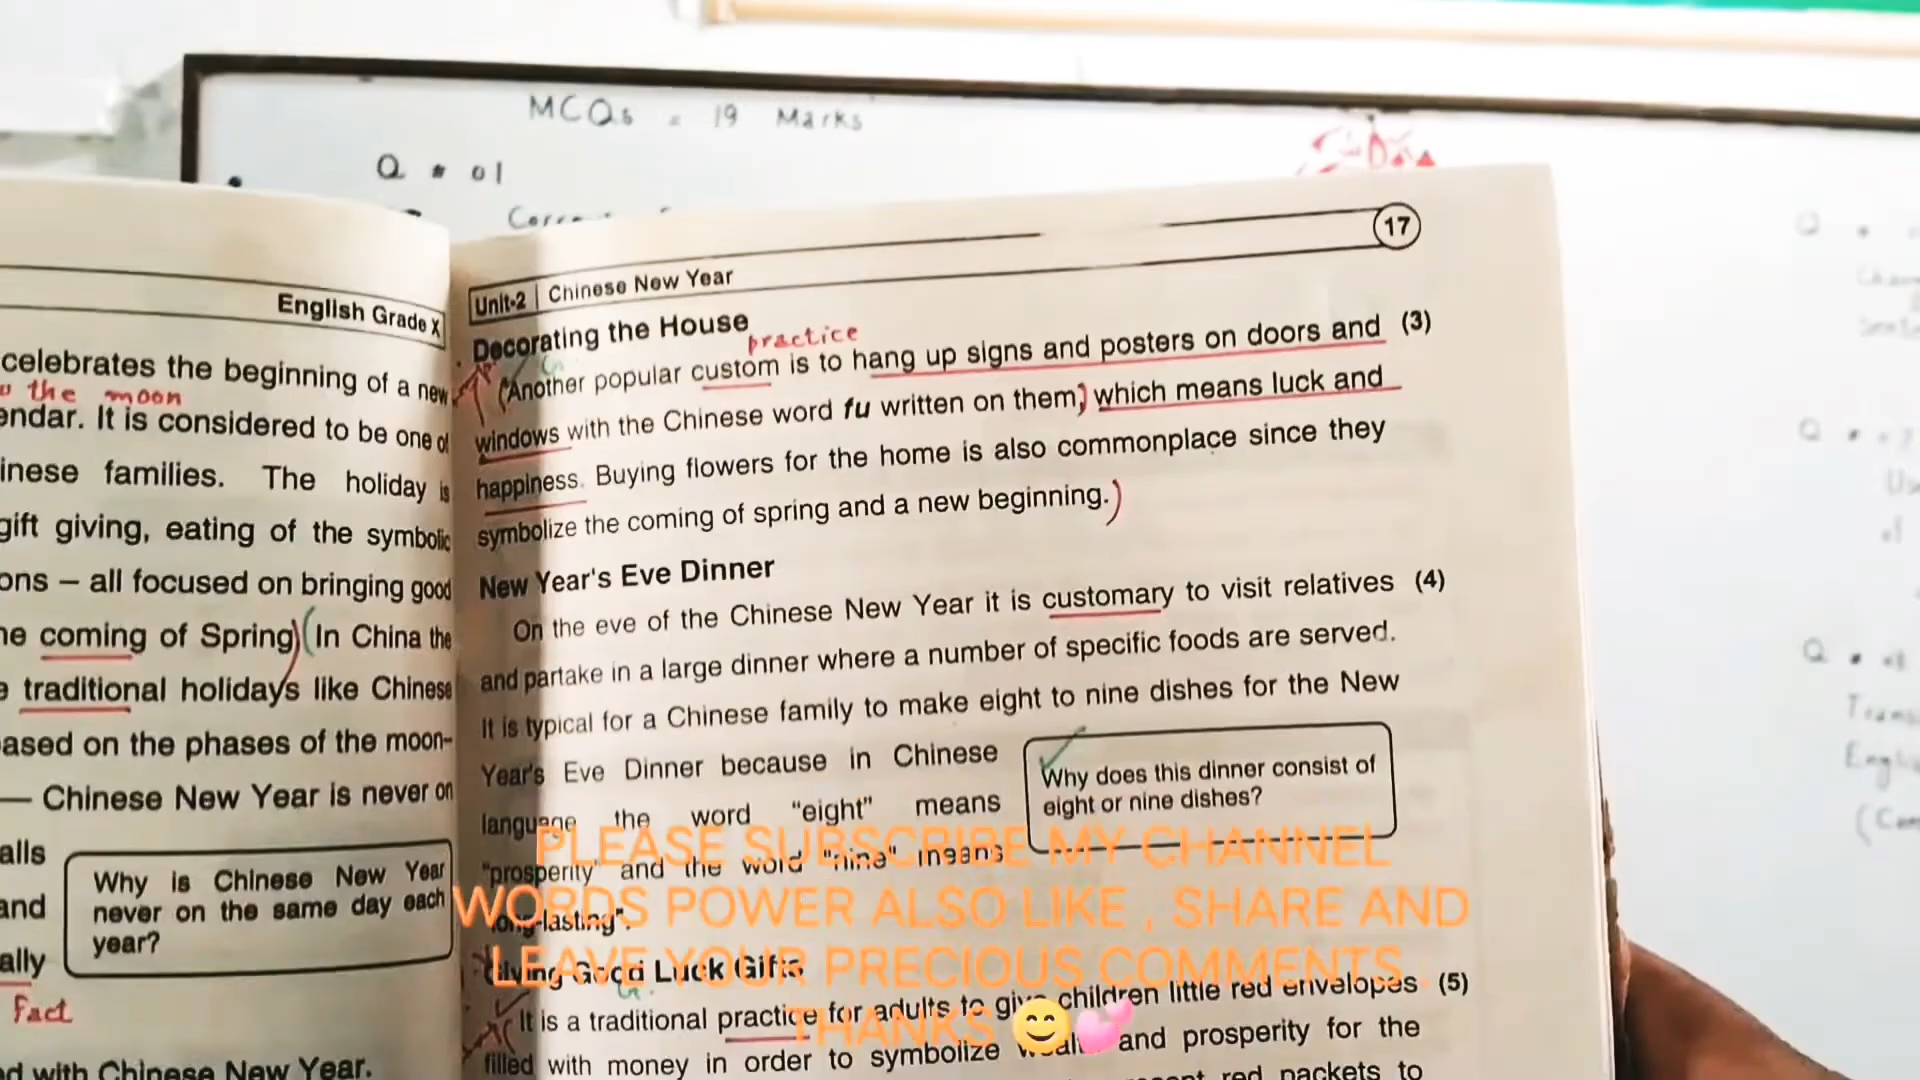 MCQs = 19 Marks
Q 01
English Grade X
celebrates the beginning of a new
the moon
endar. It is considered to be one of
inese families. The holiday is
gift giving, eating of the symbolic
ons – all focused on bringing good
he coming of Spring) (In China the
e traditional holidays like Chinese
ased on the phases of the moon-
— Chinese New Year is never on
alls
and
ally
Why is Chinese New Year
never on the same day each
year?
Fact
ed with Chinese New Year.
17
Unit-2 | Chinese New Year
Decorating the House
practice
(Another popular custom is to hang up signs and posters on doors and (3)
windows with the Chinese word fu written on them,) which means luck and
happiness. Buying flowers for the home is also commonplace since they
symbolize the coming of spring and a new beginning.)
New Year's Eve Dinner
On the eve of the Chinese New Year it is customary to visit relatives (4)
and partake in a large dinner where a number of specific foods are served.
It is typical for a Chinese family to make eight to nine dishes for the New
Year's Eve Dinner because in Chinese
language the word "eight" means
"prosperity" and the word "nine" means
long-lasting".
Why does this dinner consist of
eight or nine dishes?
Giving Good Luck Gifts
(It is a traditional practice for adults to give children little red envelopes (5)
filled with money in order to symbolize wealth and prosperity for the
red packets to
PLEASE SUBSCRIBE MY CHANNEL
WORDS POWER ALSO LIKE , SHARE AND
LEAVE YOUR PRECIOUS COMMENTS .
THANKS 😊💕